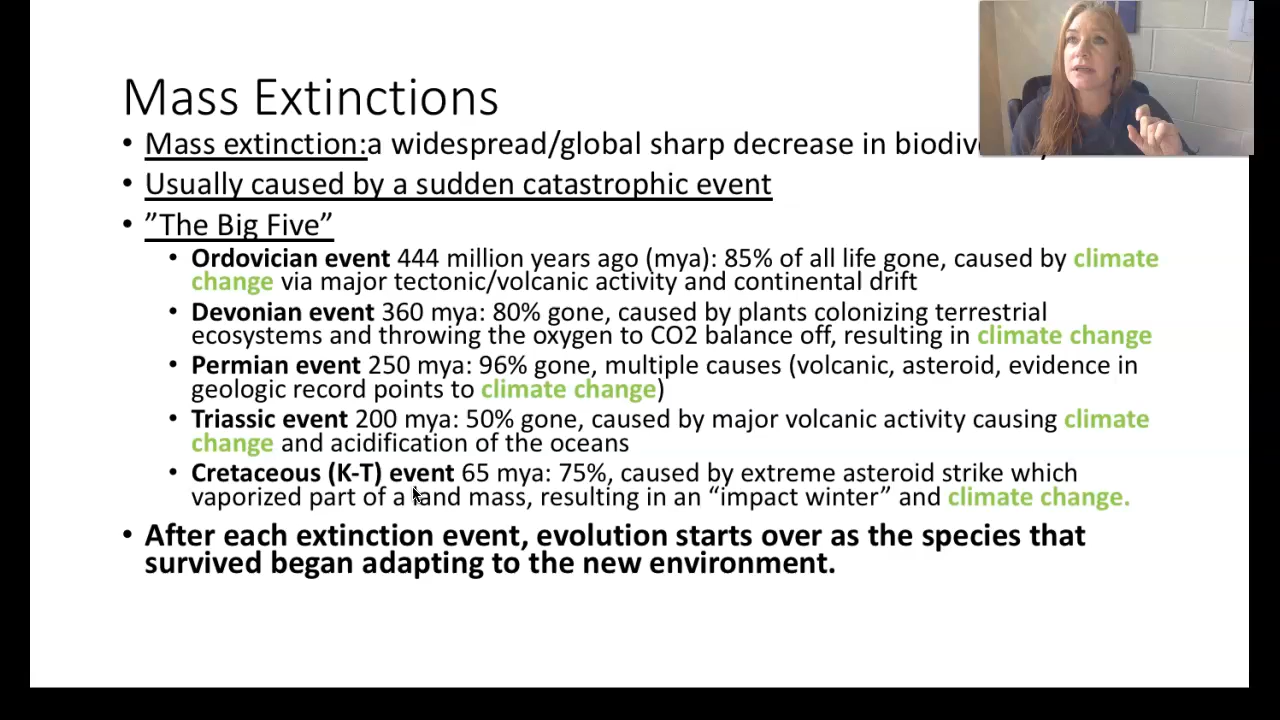 Mass Extinctions
• Mass extinction:a widespread/global sharp decrease in
• Usually caused by a sudden catastrophic event
• ”The Big Five”
• Ordovician event 444 million years ago (mya): 85% of all life gone, caused by climate
change via major tectonic/volcanic activity and continental drift
• Devonian event 360 mya: 80% gone, caused by plants colonizing terrestrial
ecosystems and throwing the oxygen to CO2 balance off, resulting in climate change
• Permian event 250 mya: 96% gone, multiple causes (volcanic, asteroid, evidence in
geologic record points to climate change)
• Triassic event 200 mya: 50% gone, caused by major volcanic activity causing climate
change and acidification of the oceans
• Cretaceous (K-T) event 65 mya: 75%, caused by extreme asteroid strike which
vaporized part of a land mass, resulting in an “impact winter” and climate change.
• After each extinction event, evolution starts over as the species that
survived began adapting to the new environment.